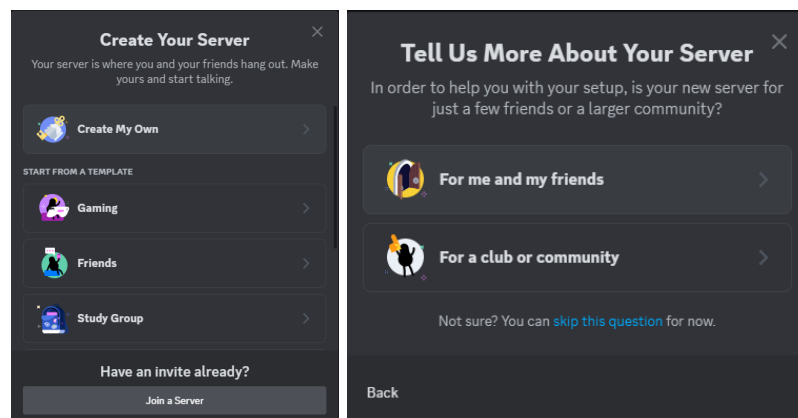 Create Your Server
Your server is where you and your friends hang out. Make
yours and start talking.
Create My Own
START FROM A TEMPLATE
Gaming
Friends
Study Group
Have an invite already?
Join a Server
Tell Us More About Your Server
In order to help you with your setup, is your new server for
just a few friends or a larger community?
For me and my friends
For a club or community
Not sure? You can skip this question for now.
Back